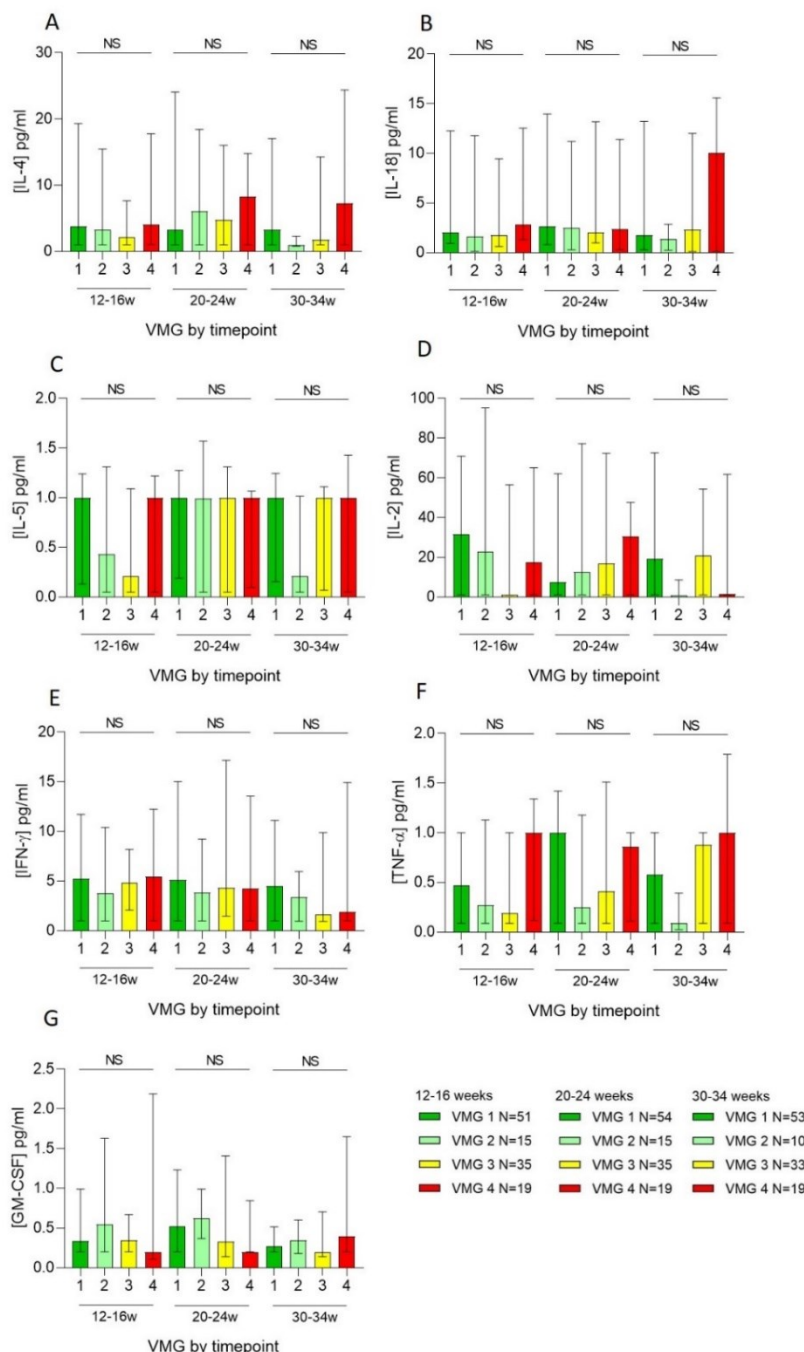 A
NS NS NS
30
20
10
0
[IL-4] pg/ml
1 2 3 4 1 2 3 4 1 2 3 4
12-16w 20-24w 30-34w
VMG by timepoint
B
NS NS NS
20
15
10
5
0
[IL-18] pg/ml
1 2 3 4 1 2 3 4 1 2 3 4
12-16w 20-24w 30-34w
VMG by timepoint
C
NS NS NS
2.0
1.5
1.0
0.5
0.0
[IL-5] pg/ml
1 2 3 4 1 2 3 4 1 2 3 4
12-16w 20-24w 30-34w
VMG by timepoint
D
NS NS NS
100
80
60
40
20
0
[IL-2] pg/ml
1 2 3 4 1 2 3 4 1 2 3 4
12-16w 20-24w 30-34w
VMG by timepoint
E
NS NS NS
20
15
10
5
0
[IFN-γ] pg/ml
1 2 3 4 1 2 3 4 1 2 3 4
12-16w 20-24w 30-34w
VMG by timepoint
F
NS NS NS
2.0
1.5
1.0
0.5
0.0
[TNF-α] pg/ml
1 2 3 4 1 2 3 4 1 2 3 4
12-16w 20-24w 30-34w
VMG by timepoint
G
NS NS NS
2.5
2.0
1.5
1.0
0.5
0.0
[GM-CSF] pg/ml
1 2 3 4 1 2 3 4 1 2 3 4
12-16w 20-24w 30-34w
VMG by timepoint
12-16 weeks 20-24 weeks 30-34 weeks
VMG 1 N=51 VMG 1 N=54 VMG 1 N=53
VMG 2 N=15 VMG 2 N=15 VMG 2 N=10
VMG 3 N=35 VMG 3 N=35 VMG 3 N=33
VMG 4 N=19 VMG 4 N=19 VMG 4 N=19